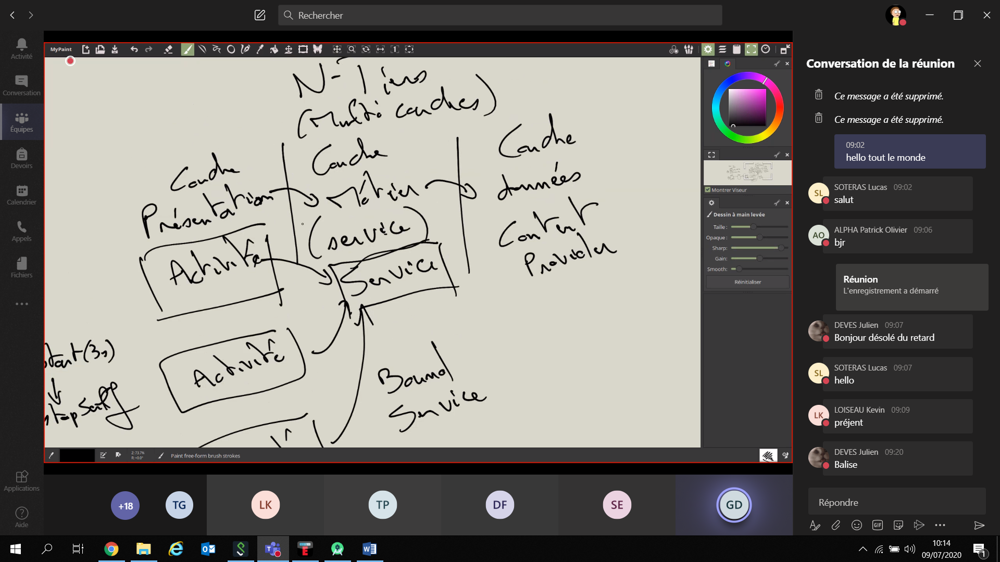 Rechercher
Activité
Conversation
Équipes
Devoirs
Calendrier
Appels
Fichiers
Applications
Aide
MyPaint
N-Tiers
(Multi couches)
Couche
Présentation
Couche
Métier
(service)
Couche
données
Content
Provider
Activité
Service
Activité
Bound
Service
Montrer Viseur
Dessin à main levée
Taille :
Opaque :
Sharp:
Gain:
Smooth:
Réinitialiser
Z: 73.7%
R: +0.0°
Paint free-form brush strokes
+18
TG
LK
TP
DF
SE
GD
Conversation de la réunion
Ce message a été supprimé.
Ce message a été supprimé.
09:02
hello tout le monde
SL
SOTERAS Lucas 09:02
salut
AO
ALPHA Patrick Olivier 09:06
bjr
Réunion
L'enregistrement a démarré
DEVES Julien 09:07
Bonjour désolé du retard
SL
SOTERAS Lucas 09:07
hello
LK
LOISEAU Kevin 09:09
préjent
DEVES Julien 09:20
Balise
Répondre
GIF
10:14
09/07/2020
1